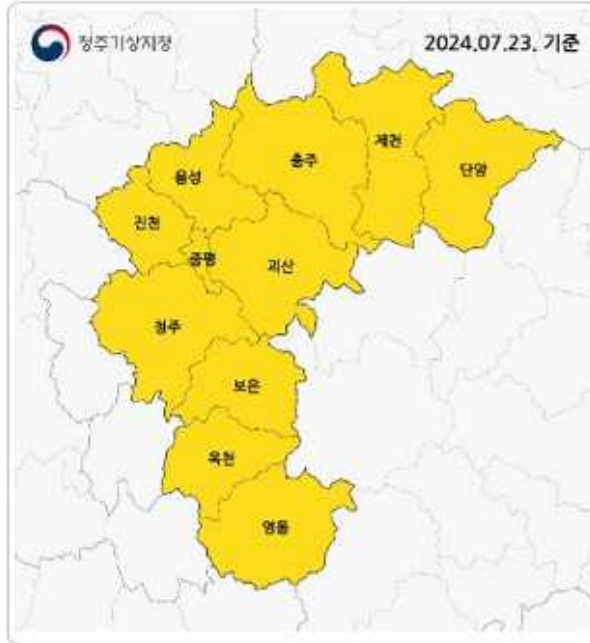 청주기상지청
2024.07.23. 기준
제천
충주
단양
음성
진천
증평
괴산
청주
보은
옥천
영동